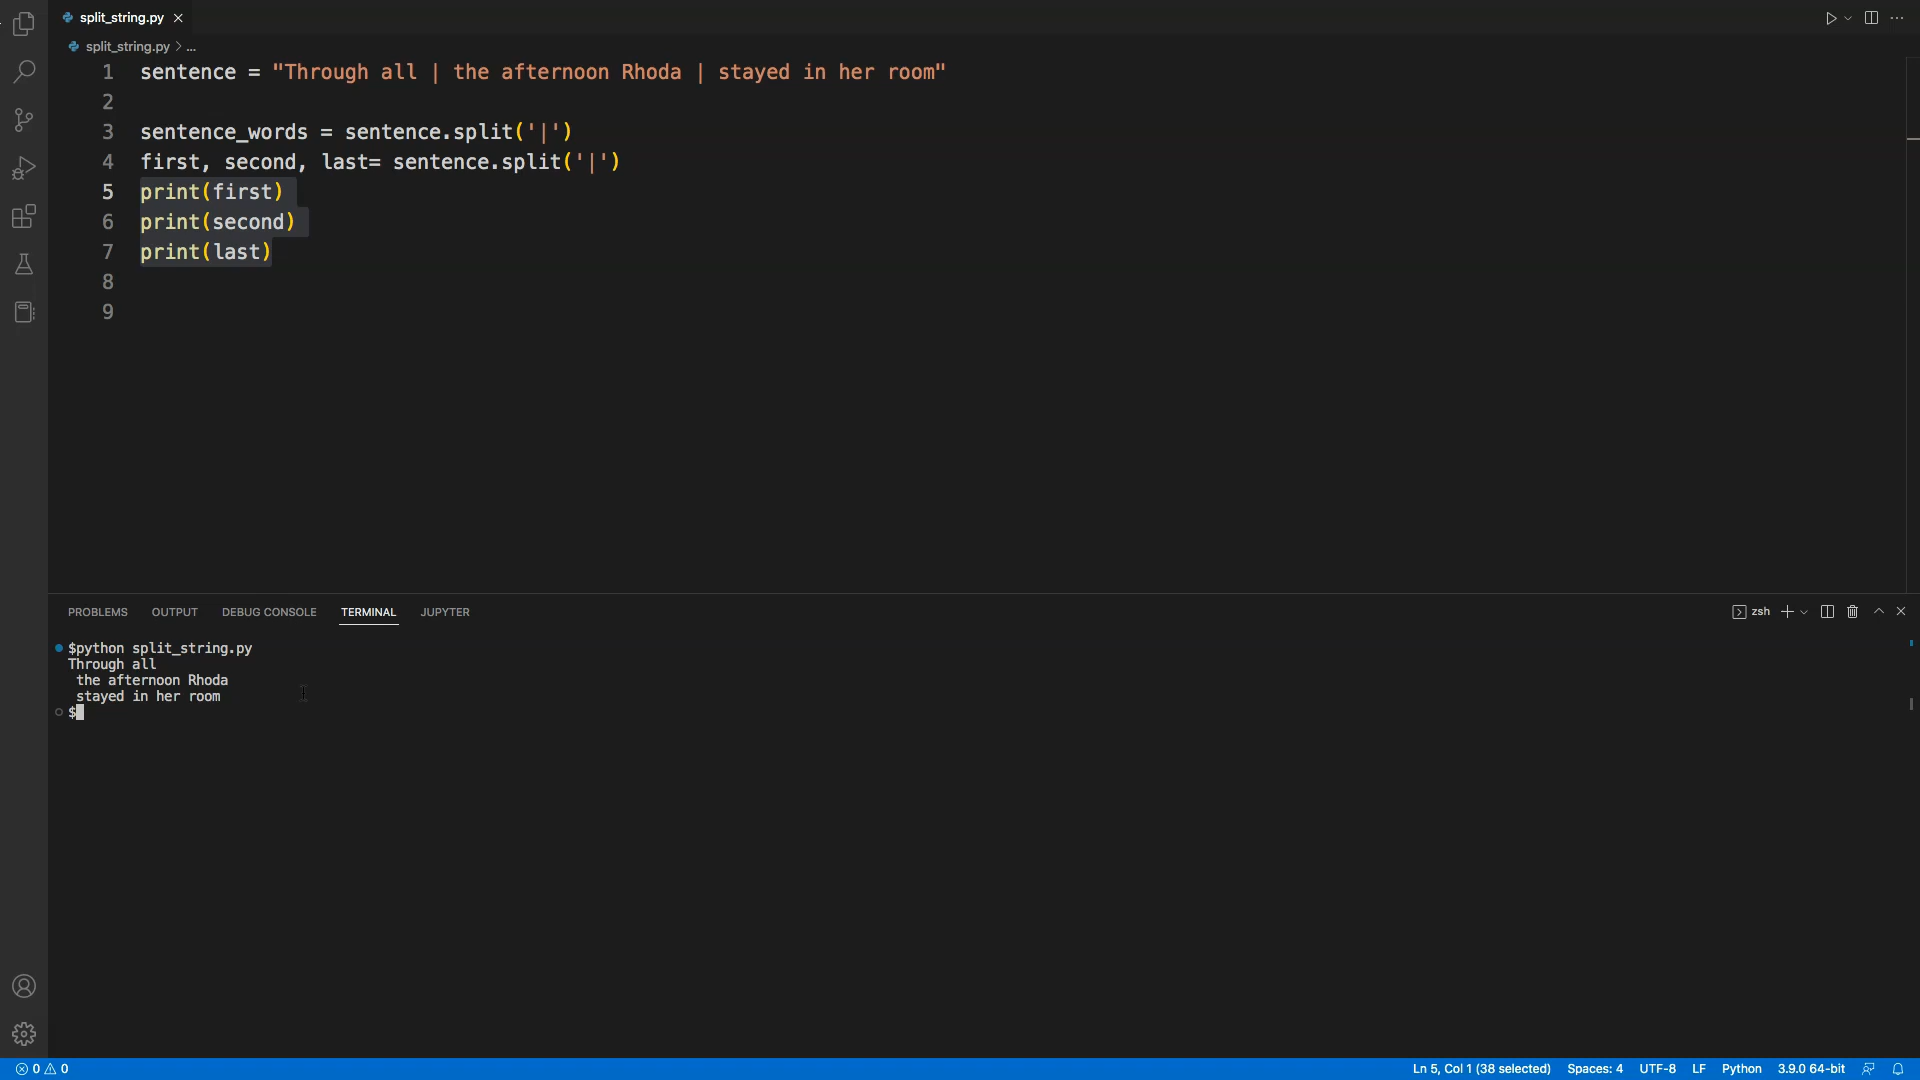 split_string.py
split_string.py > ...
1 sentence = "Through all | the afternoon Rhoda | stayed in her room"
2
3 sentence_words = sentence.split('|')
4 first, second, last= sentence.split('|')
5 print(first)
6 print(second)
7 print(last)
8
9
PROBLEMS OUTPUT DEBUG CONSOLE TERMINAL JUPYTER zsh
$python split_string.py
Through all
 the afternoon Rhoda
 stayed in her room
$
0 0 Ln 5, Col 1 (38 selected) Spaces: 4 UTF-8 LF Python 3.9.0 64-bit